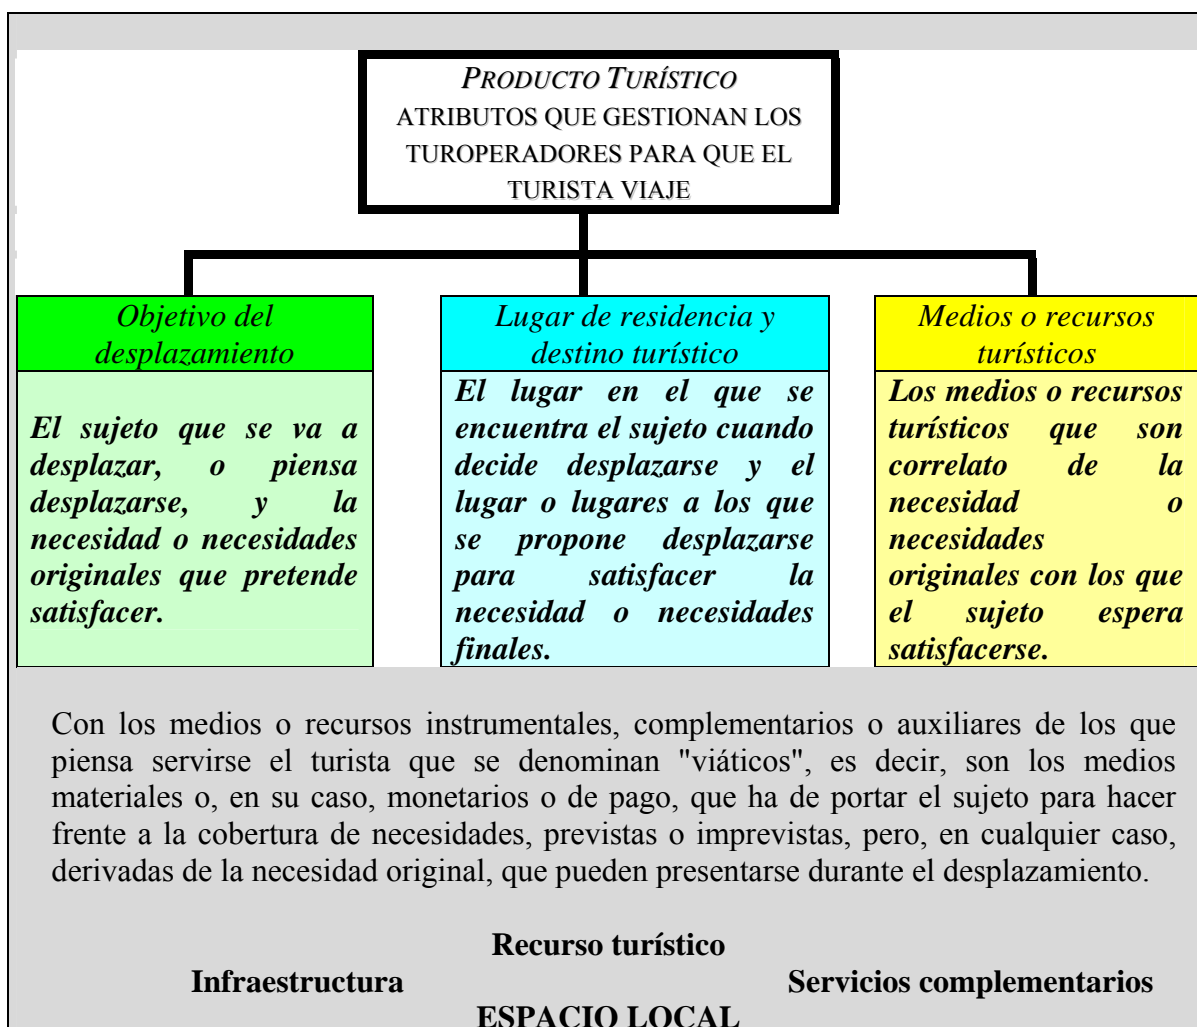 PRODUCTO TURÍSTICO
ATRIBUTOS QUE GESTIONAN LOS
TUROPERADORES PARA QUE EL
TURISTA VIAJE
Objetivo del
desplazamiento
El sujeto que se va a
desplazar, o piensa
desplazarse, y la
necesidad o necesidades
originales que pretende
satisfacer.
Lugar de residencia y
destino turístico
El lugar en el que se
encuentra el sujeto cuando
decide desplazarse y el
lugar o lugares a los que
se propone desplazarse
para satisfacer la
necesidad o necesidades
finales.
Medios o recursos
turísticos
Los medios o recursos
turísticos que son
correlato de la
necesidad o
necesidades
originales con los que
el sujeto espera
satisfacerse.
Con los medios o recursos instrumentales, complementarios o auxiliares de los que
piensa servirse el turista que se denominan "viáticos", es decir, son los medios
materiales o, en su caso, monetarios o de pago, que ha de portar el sujeto para hacer
frente a la cobertura de necesidades, previstas o imprevistas, pero, en cualquier caso,
derivadas de la necesidad original, que pueden presentarse durante el desplazamiento.
Recurso turístico
Infraestructura Servicios complementarios
ESPACIO LOCAL